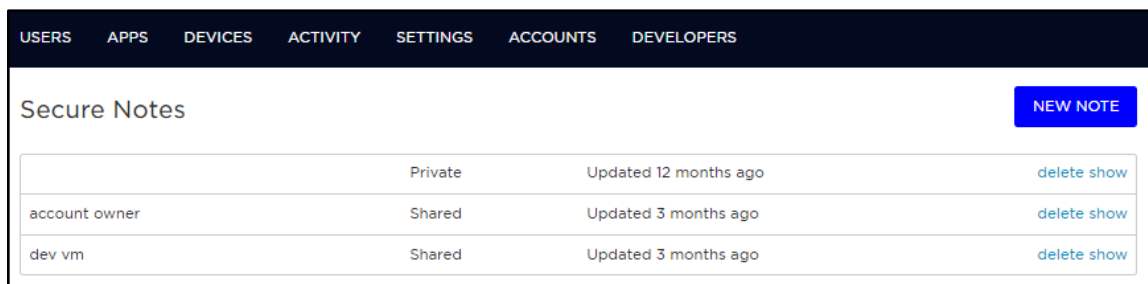 USERS APPS DEVICES ACTIVITY SETTINGS ACCOUNTS DEVELOPERS
Secure Notes NEW NOTE
Private Updated 12 months ago delete show
account owner Shared Updated 3 months ago delete show
dev vm Shared Updated 3 months ago delete show